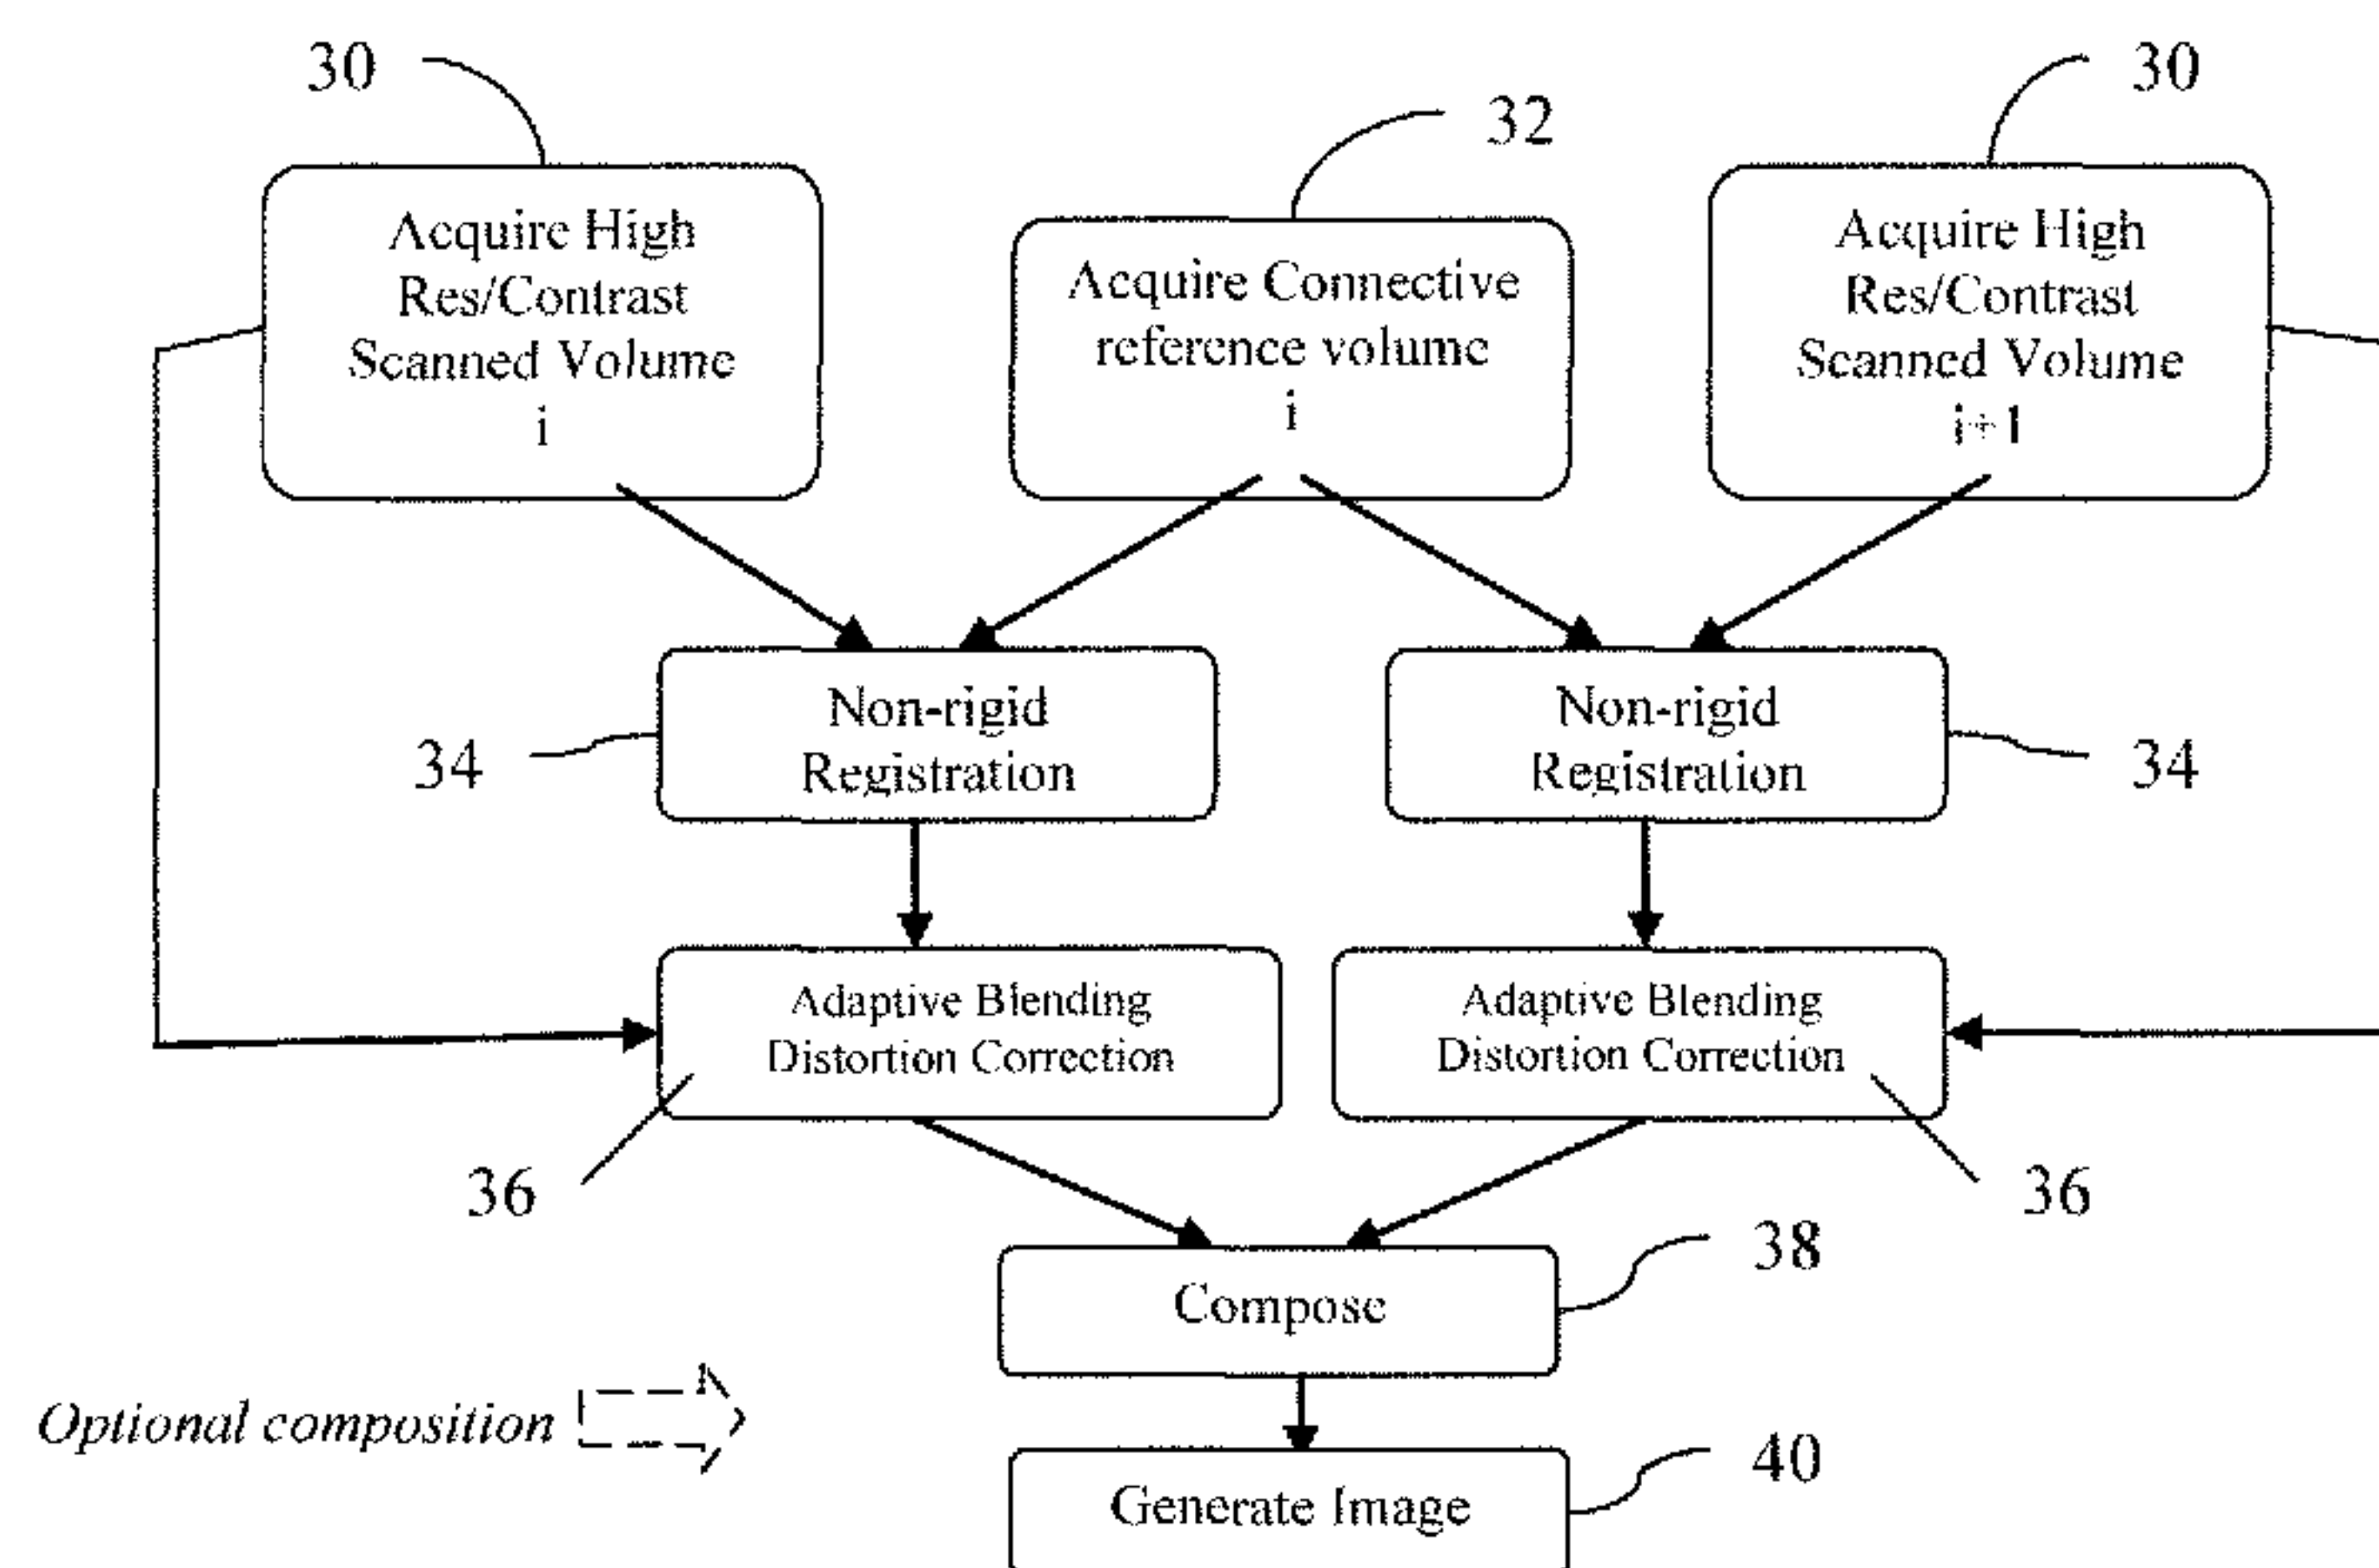 30
32
30
Acquire High
Res/Contrast
Scanned Volume
i
Acquire Connective
reference volume
i
Acquire High
Res/Contrast
Scanned Volume
i+1
34
Non-rigid
Registration
Non-rigid
Registration
34
Adaptive Blending
Distortion Correction
Adaptive Blending
Distortion Correction
36
36
38
Compose
Optional composition
40
Generate Image